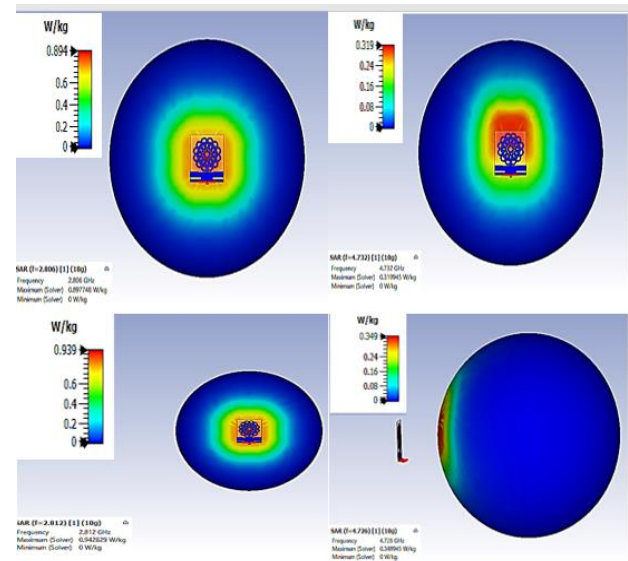 W/kg
0.894
0.6
0.4
0.2
0
SAR (f=2.806) [1] (10g)
Frequency 2.806 GHz
Maximum (Solver) 0.897748 W/kg
Minimum (Solver) 0 W/kg
W/kg
0.319
0.24
0.16
0.08
0
SAR (f=4.732) [1] (10g)
Frequency 4.732 GHz
Maximum (Solver) 0.319945 W/kg
Minimum (Solver) 0 W/kg
W/kg
0.939
0.6
0.4
0.2
0
SAR (f=2.812) [1] (10g)
Frequency 2.812 GHz
Maximum (Solver) 0.942829 W/kg
Minimum (Solver) 0 W/kg
W/kg
0.349
0.24
0.16
0.08
0
SAR (f=4.726) [1] (10g)
Frequency 4.726 GHz
Maximum (Solver) 0.349945 W/kg
Minimum (Solver) 0 W/kg